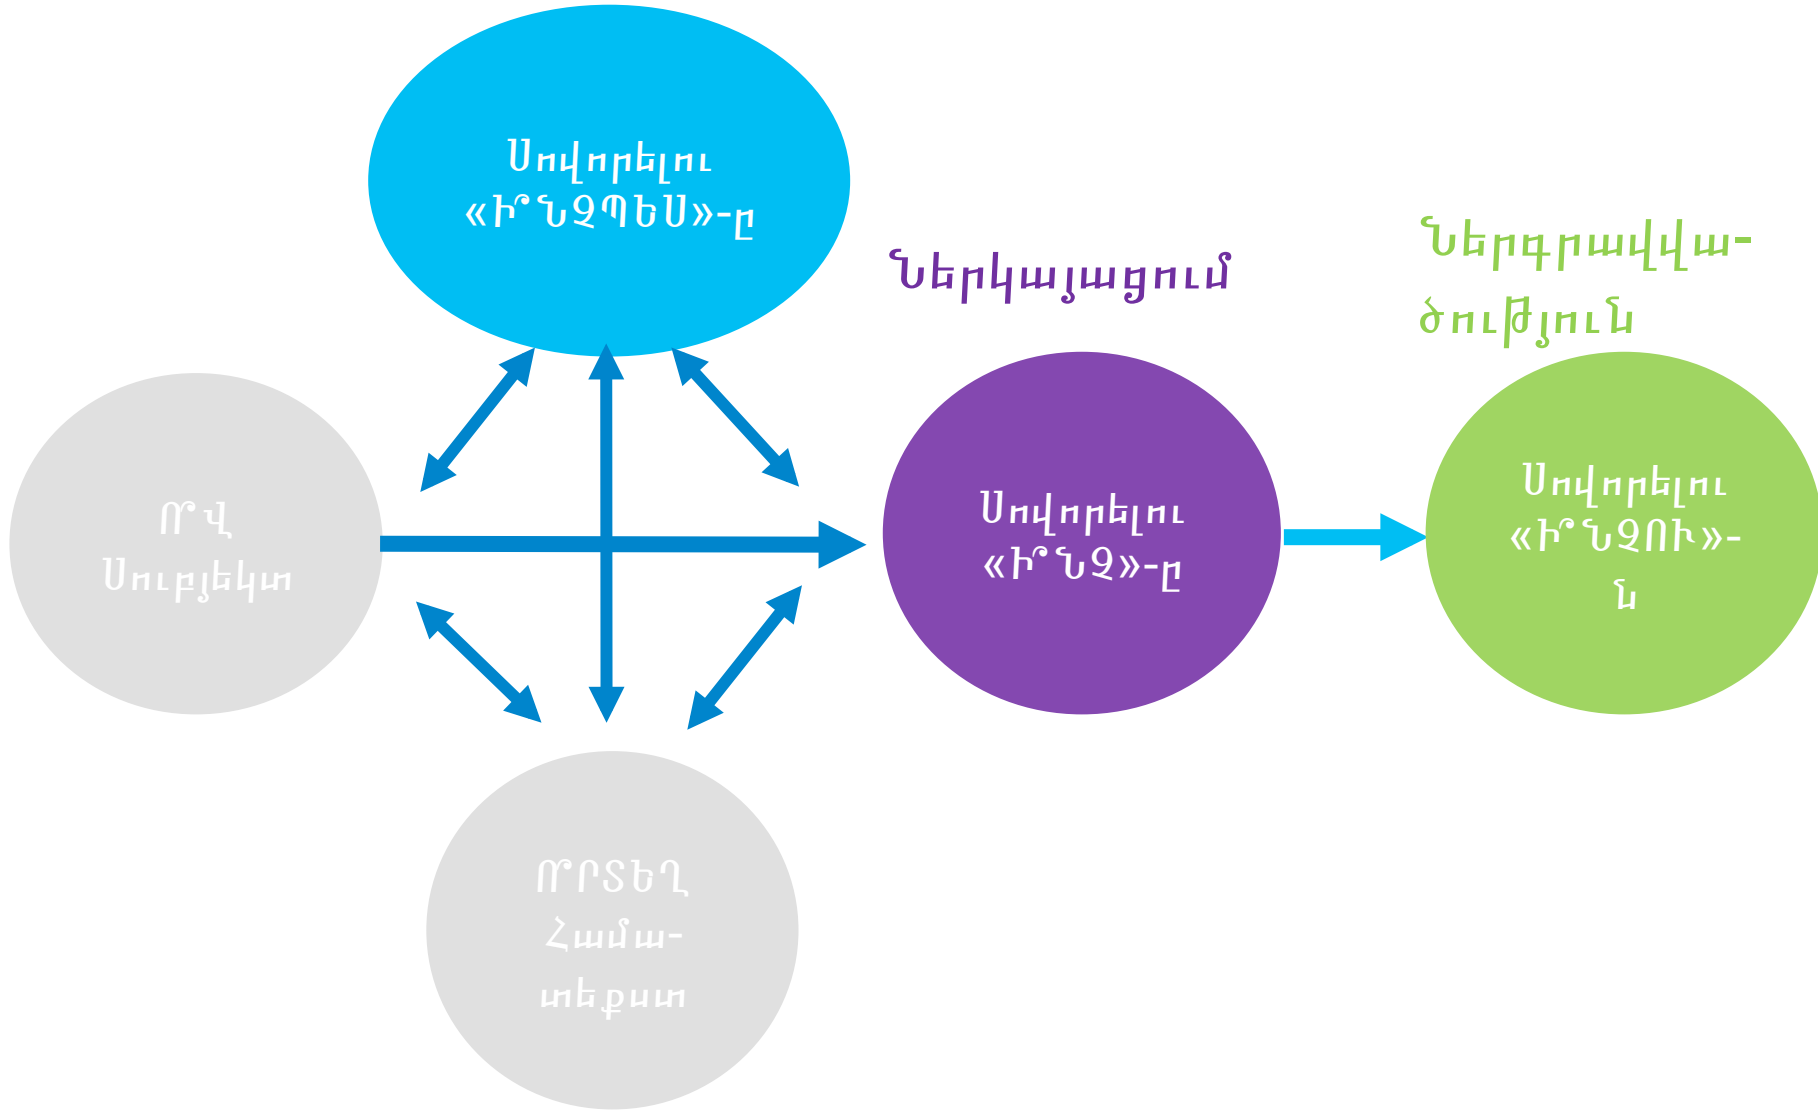 Սովորելու
«Ի՞ՆՉՊԵՍ»-ը
Ներկայացում
Ներգրավվա-
ծություն
Ո՞Վ
Սուբյեկտ
Սովորելու
«Ի՞ՆՉ»-ը
Սովորելու
«Ի՞ՆՉՈՒ»-
ն
Ո՞ՐՏԵՂ
Համա-
տեքստ